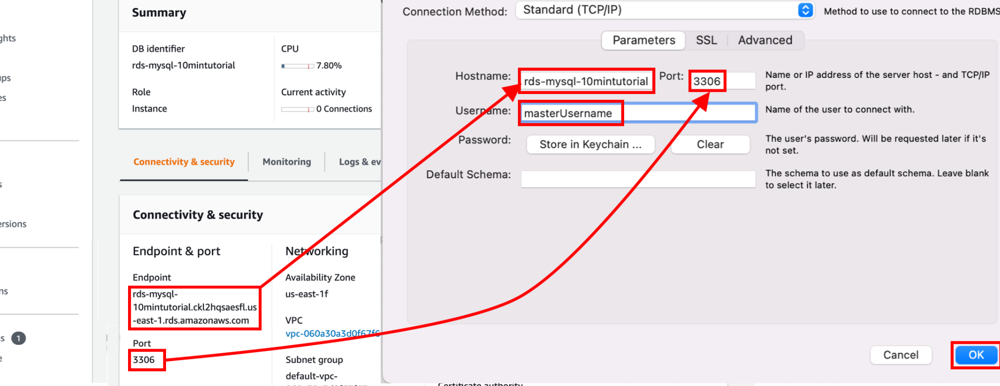 ghts
ups
es
s
ersions
ns
s 1
e
Summary
DB identifier
rds-mysql-10mintutorial
CPU
7.80%
Role
Instance
Current activity
0 Connections
Connectivity & security
Monitoring
Logs & ev
Connectivity & security
Endpoint & port
Endpoint
rds-mysql-
10mintutorial.ckl2hqsaesfl.us
-east-1.rds.amazonaws.com
Port
3306
Networking
Availability Zone
us-east-1f
VPC
vpc-060a30a3d0f67f6
Subnet group
default-vpc-
Connection Method: Standard (TCP/IP) Method to use to connect to the RDBMS
Parameters SSL Advanced
Hostname: rds-mysql-10mintutorial Port: 3306 Name or IP address of the server host - and TCP/IP
port.
Username: masterUsername Name of the user to connect with.
Password: Store in Keychain ... Clear The user's password. Will be requested later if it's
not set.
Default Schema: The schema to use as default schema. Leave blank
to select it later.
Cancel OK
Certificate authority